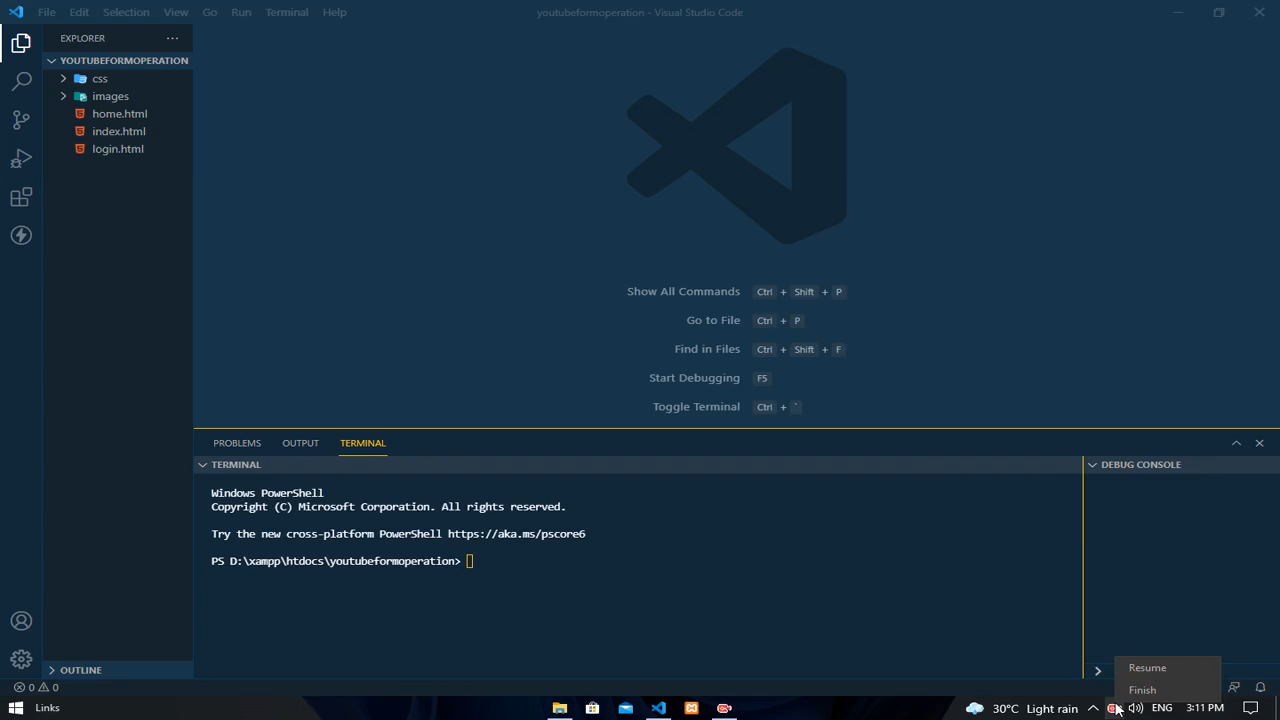 File Edit Selection View Go Run Terminal Help
youtubeformoperation - Visual Studio Code
EXPLORER
YOUTUBEFORMOPERATION
css
images
home.html
index.html
login.html
OUTLINE
Show All Commands Ctrl + Shift + P
Go to File Ctrl + P
Find in Files Ctrl + Shift + F
Start Debugging F5
Toggle Terminal Ctrl + `
PROBLEMS OUTPUT TERMINAL
TERMINAL
Windows PowerShell
Copyright (C) Microsoft Corporation. All rights reserved.
Try the new cross-platform PowerShell https://aka.ms/pscore6
PS D:\xampp\htdocs\youtubeformoperation>
DEBUG CONSOLE
Resume
Finish
0 0
Links
30°C Light rain
ENG
3:11 PM